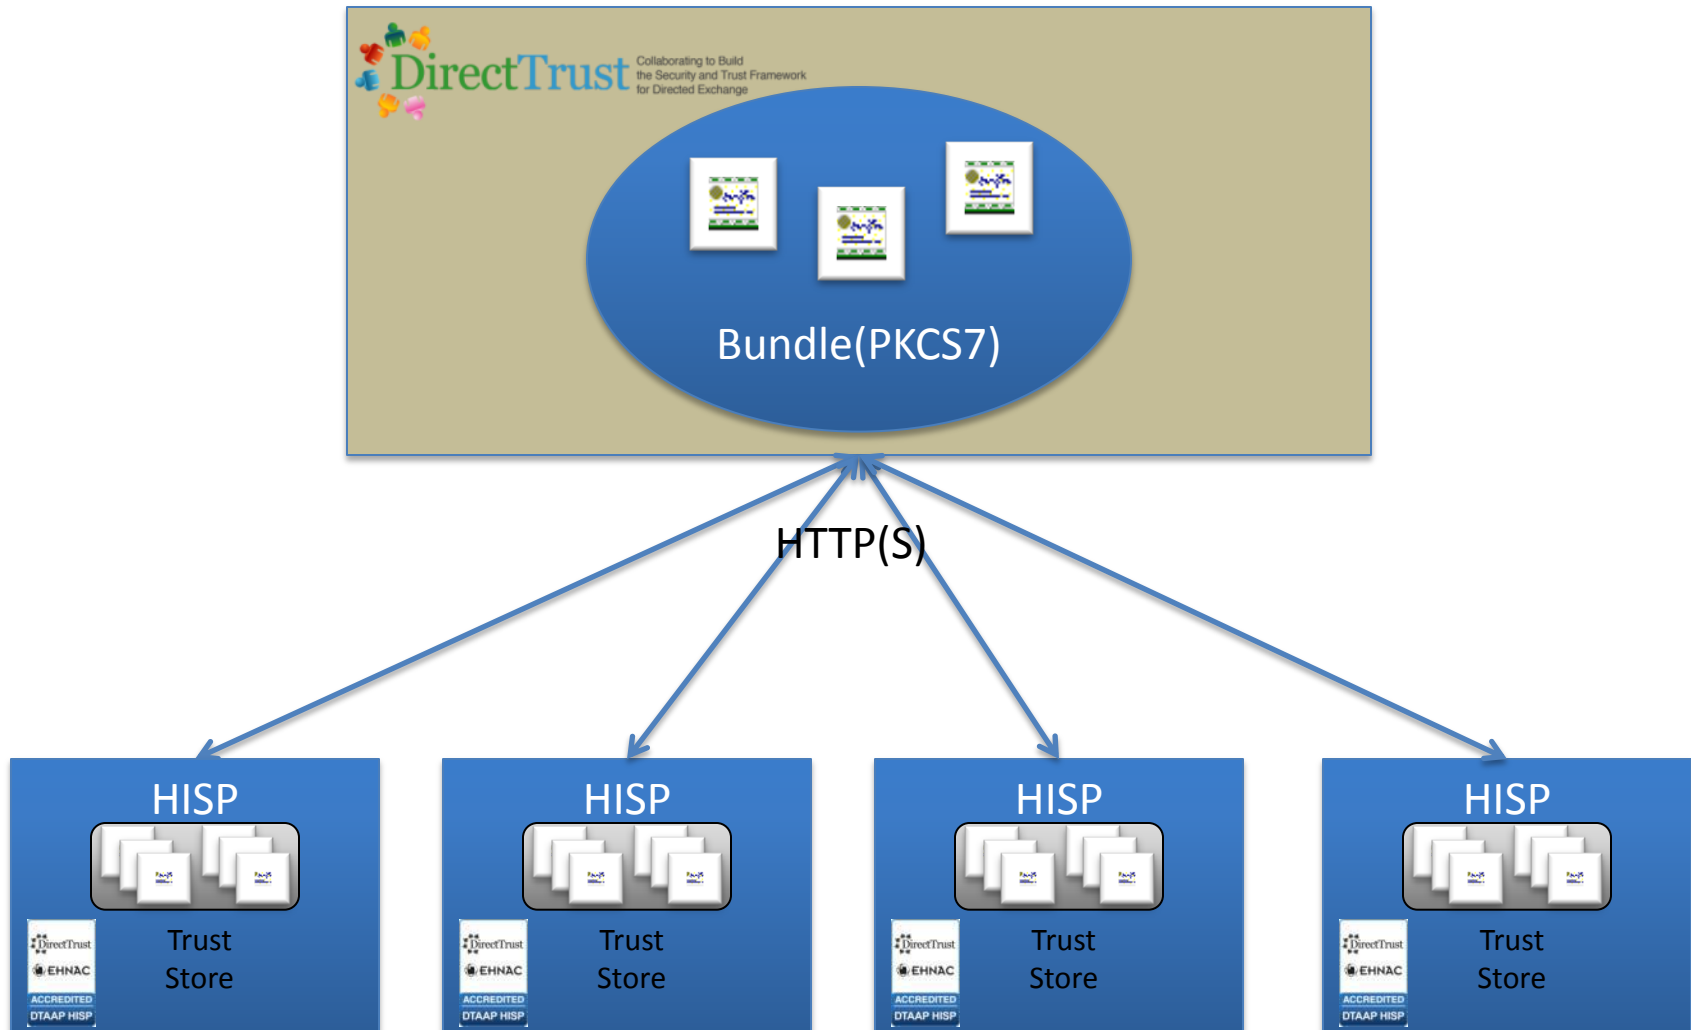 DirectTrust
Collaborating to Build
the Security and Trust Framework
for Directed Exchange
Bundle(PKCS7)
HTTP(S)
HISP
Trust
Store
DirectTrust
EHNAC
ACCREDITED
DTAAP HISP
HISP
Trust
Store
DirectTrust
EHNAC
ACCREDITED
DTAAP HISP
HISP
Trust
Store
DirectTrust
EHNAC
ACCREDITED
DTAAP HISP
HISP
Trust
Store
DirectTrust
EHNAC
ACCREDITED
DTAAP HISP